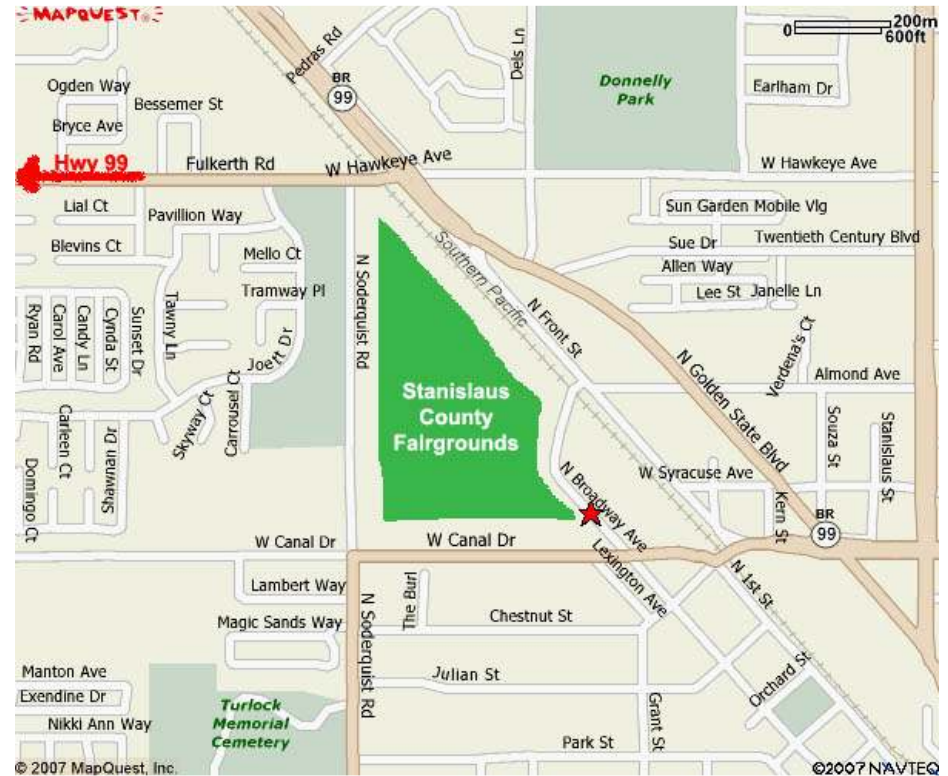 MAPQUEST
0 200m
600ft
Pedras Rd
Dels Ln
BR
99
Donnelly
Park
Earlham Dr
Ogden Way
Bessemer St
Bryce Ave
Hwy 99
Fulkerth Rd
W Hawkeye Ave
W Hawkeye Ave
Lial Ct
Pavillion Way
Sun Garden Mobile Vlg
Blevins Ct
Mello Ct
Southern Pacific
Sue Dr
Twentieth Century Blvd
Allen Way
Tramway Pl
N Soderquist Rd
Lee St
Janelle Ln
Ryan Rd
Carol Ave
Candy Ln
Cynda St
Sunset Dr
Tawny Ln
Joett Dr
N Front St
Verdena's Ct
N Golden State Blvd
Almond Ave
Stanislaus
County
Fairgrounds
Carleen Ct
Skyway Ct
Carrousel Ct
Souza St
Stanislaus St
Domingo Ct
Showman Dr
N Broadway Ave
W Syracuse Ave
Kern St
BR
99
W Canal Dr
W Canal Dr
Lexington Ave
N 1st St
Lambert Way
The Burl
Magic Sands Way
N Soderquist Rd
Chestnut St
Manton Ave
Julian St
Orchard St
Exendine Dr
Nikki Ann Way
Turlock
Memorial
Cemetery
Grant St
Park St
© 2007 MapQuest, Inc.
©2007 NAVTEQ